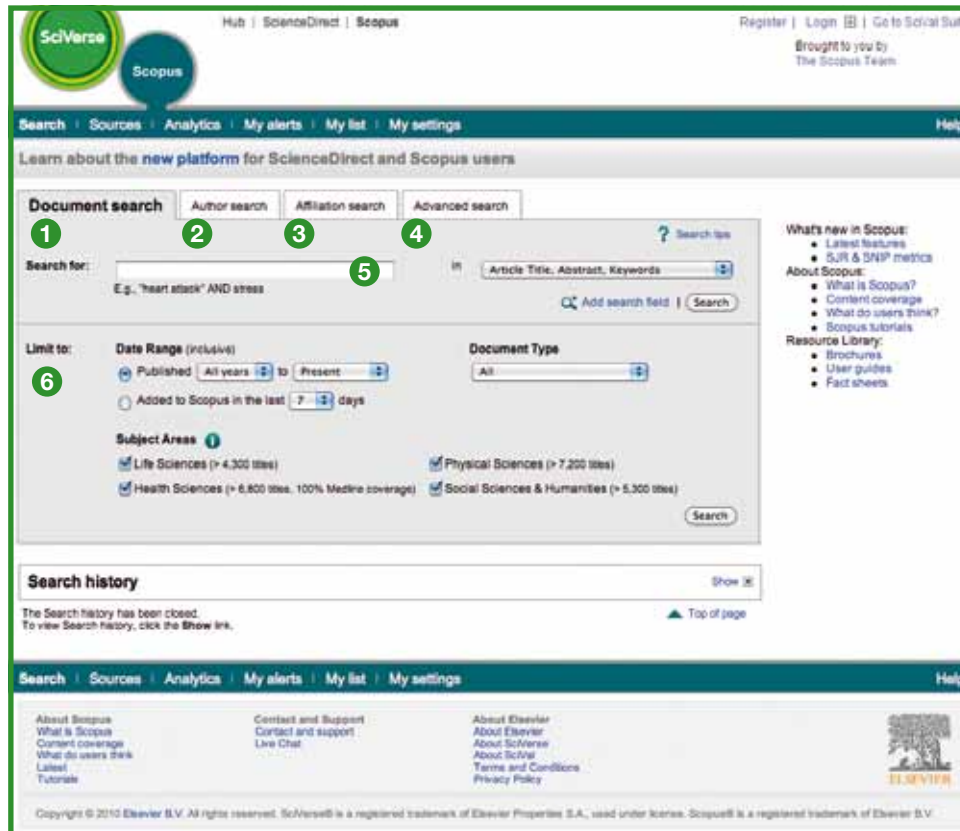 SciVerse
Scopus
Hub | ScienceDirect | Scopus
Register | Login | Go to SciVal Suit
Brought to you by
The Scopus Team
Search | Sources | Analytics | My alerts | My list | My settings
Help
Learn about the new platform for ScienceDirect and Scopus users
Document search
Author search
Affiliation search
Advanced search
1
2
3
4
? Search tips
Search for:
5
in
Article Title, Abstract, Keywords
E.g., "heart attack" AND stress
Add search field | Search
Limit to:
6
Date Range (inclusive)
Published All years to Present
Added to Scopus in the last 7 days
Document Type
All
Subject Areas i
Life Sciences (> 4,300 titles)
Physical Sciences (> 7,200 titles)
Health Sciences (> 6,800 titles, 100% Medline coverage)
Social Sciences & Humanities (> 5,300 titles)
Search
What's new in Scopus:
Latest features
SJR & SNIP metrics
About Scopus:
What is Scopus?
Content coverage
What do users think?
Scopus tutorials
Resource Library:
Brochures
User guides
Fact sheets
Search history
Show
The Search history has been closed.
To view Search history, click the Show link.
Top of page
Search | Sources | Analytics | My alerts | My list | My settings
Help
About Scopus
What is Scopus
Content coverage
What do users think
Latest
Tutorials
Contact and Support
Contact and support
Live Chat
About Elsevier
About Elsevier
About SciVerse
About SciVal
Terms and Conditions
Privacy Policy
ELSEVIER
Copyright © 2010 Elsevier B.V. All rights reserved. SciVerse® is a registered trademark of Elsevier Properties S.A., used under license. Scopus® is a registered trademark of Elsevier B.V.